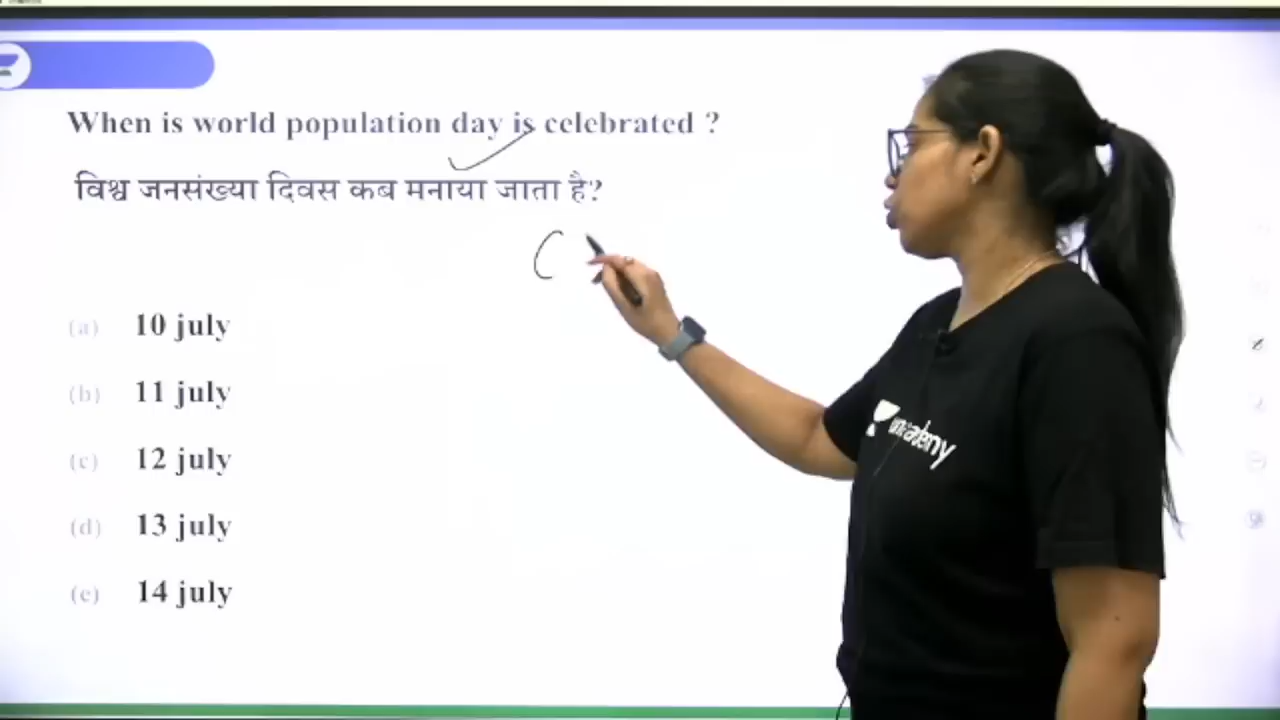 When is world population day is celebrated ?
विश्व जनसंख्या दिवस कब मनाया जाता है?
(a) 10 july
(b) 11 july
(c) 12 july
(d) 13 july
(e) 14 july
unacademy